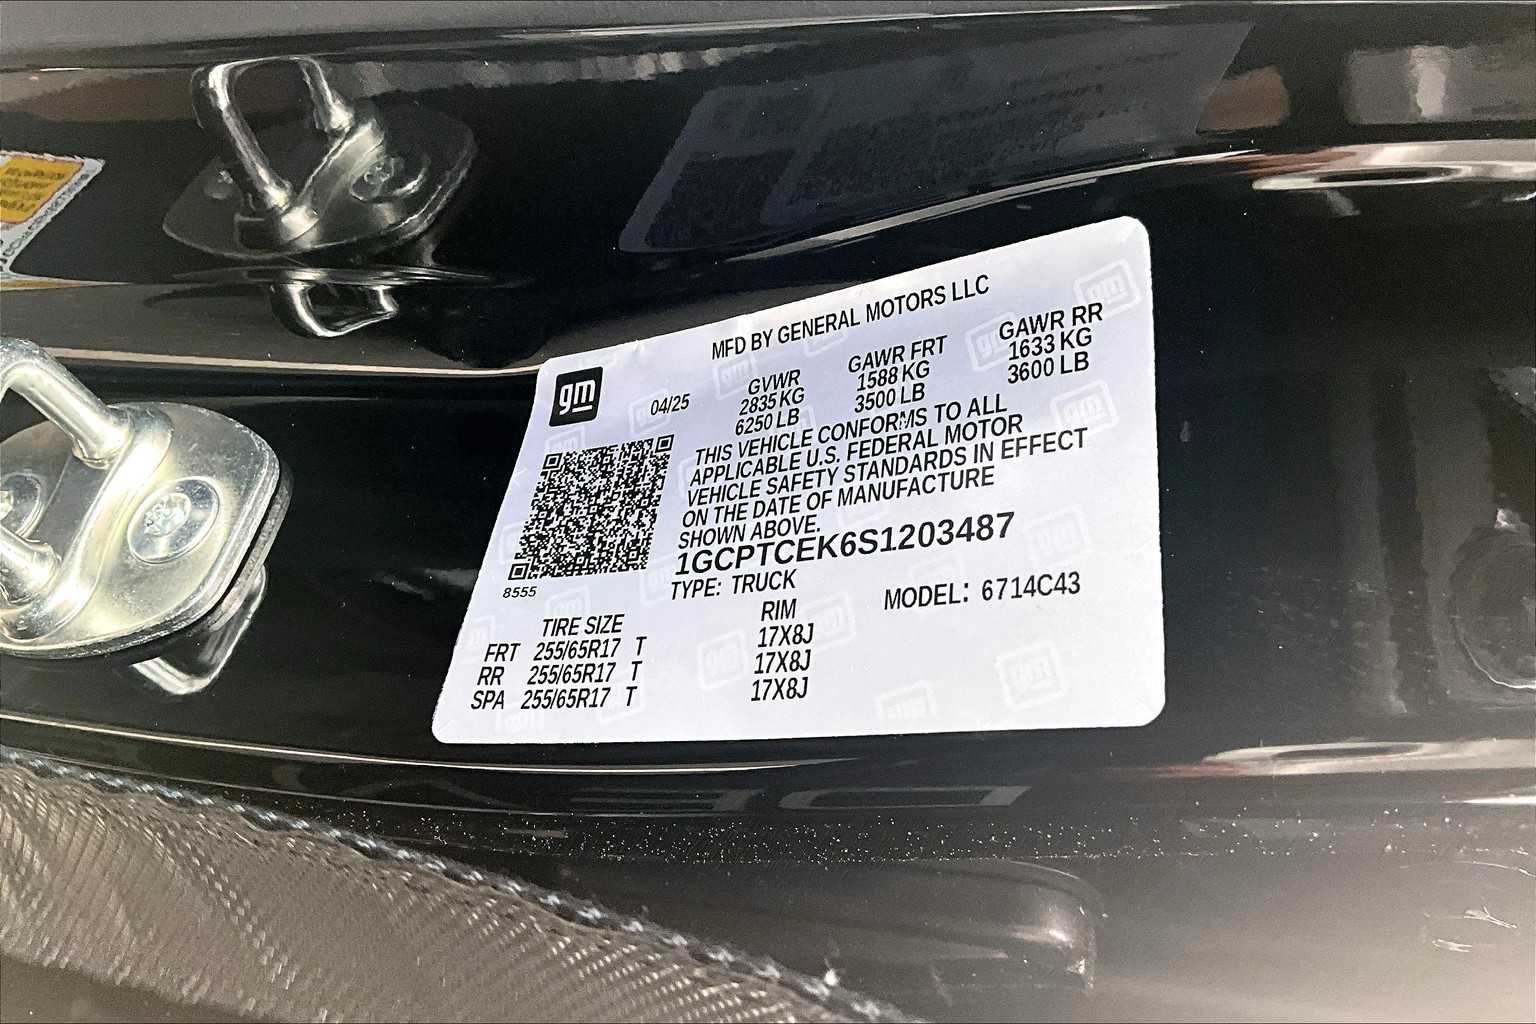 MFD BY GENERAL MOTORS LLC
gm
04/25
GVWR
2835 KG
6250 LB
GAWR FRT
1588 KG
3500 LB
GAWR RR
1633 KG
3600 LB
THIS VEHICLE CONFORMS TO ALL
APPLICABLE U.S. FEDERAL MOTOR
VEHICLE SAFETY STANDARDS IN EFFECT
ON THE DATE OF MANUFACTURE
SHOWN ABOVE.
1GCPTCEK6S1203487
8555
TYPE: TRUCK
MODEL: 6714C43
TIRE SIZE RIM
FRT 255/65R17 T 17X8J
RR 255/65R17 T 17X8J
SPA 255/65R17 T 17X8J